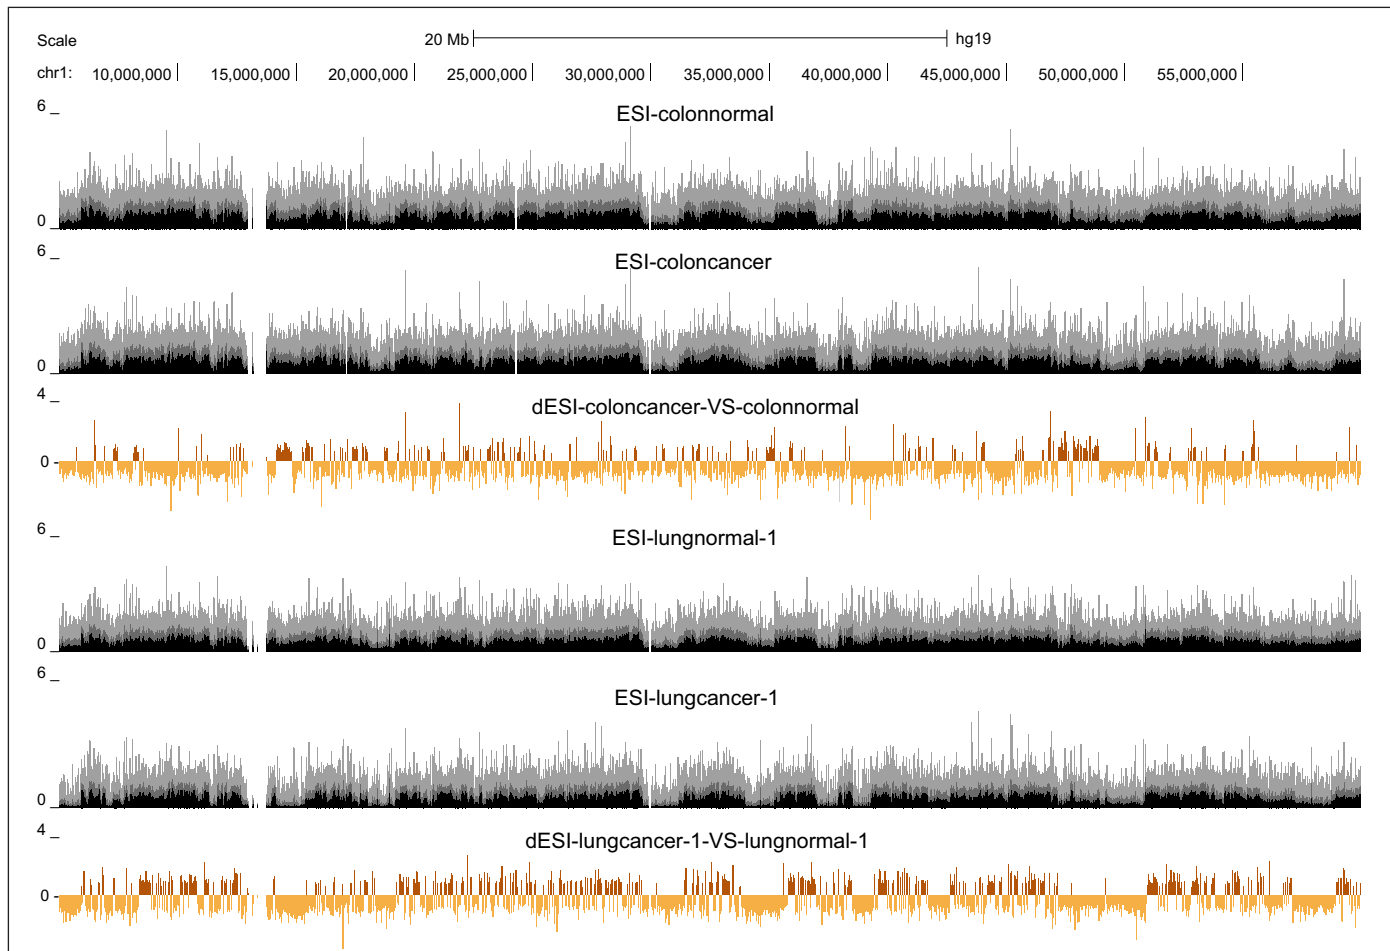 Scale 20 Mb hg19
chr1: 10,000,000 15,000,000 20,000,000 25,000,000 30,000,000 35,000,000 40,000,000 45,000,000 50,000,000 55,000,000
6 _
ESI-colonnormal
0 _
6 _
ESI-coloncancer
0 _
4 _
dESI-coloncancer-VS-colonnormal
0 -
6 _
ESI-lungnormal-1
0 _
6 _
ESI-lungcancer-1
0 _
4 _
dESI-lungcancer-1-VS-lungnormal-1
0 -